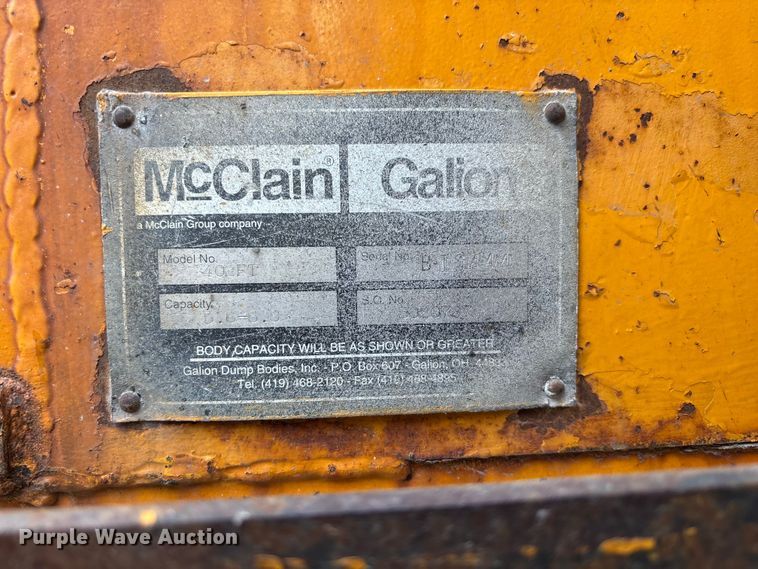 McClain Galion
a McClain Group company
Model No. Serial No.
Capacity S.O. No.
BODY CAPACITY WILL BE AS SHOWN OR GREATER
Galion Dump Bodies, Inc. - P.O. Box 607 - Galion, OH
Tel. (419) 468-2120 - Fax
Purple Wave Auction